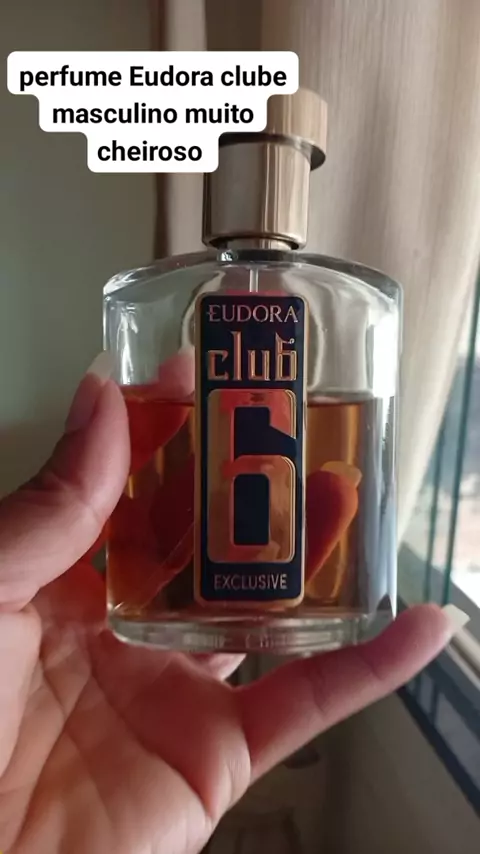 perfume Eudora clube
masculino muito
cheiroso
EUDORA
club
6
EXCLUSIVE